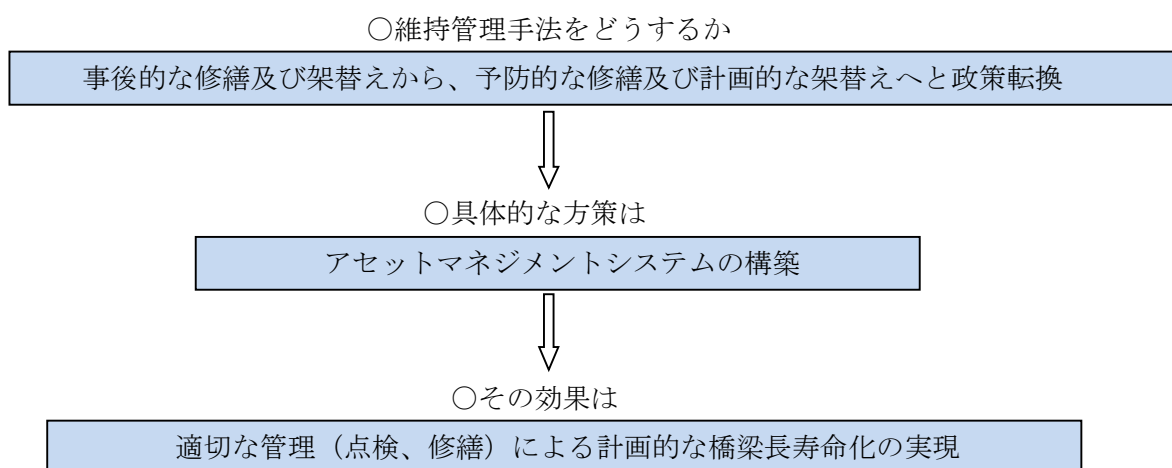 ○維持管理手法をどうするか
事後的な修繕及び架替えから、予防的な修繕及び計画的な架替えへと政策転換
○具体的な方策は
アセットマネジメントシステムの構築
○その効果は
適切な管理（点検、修繕）による計画的な橋梁長寿命化の実現